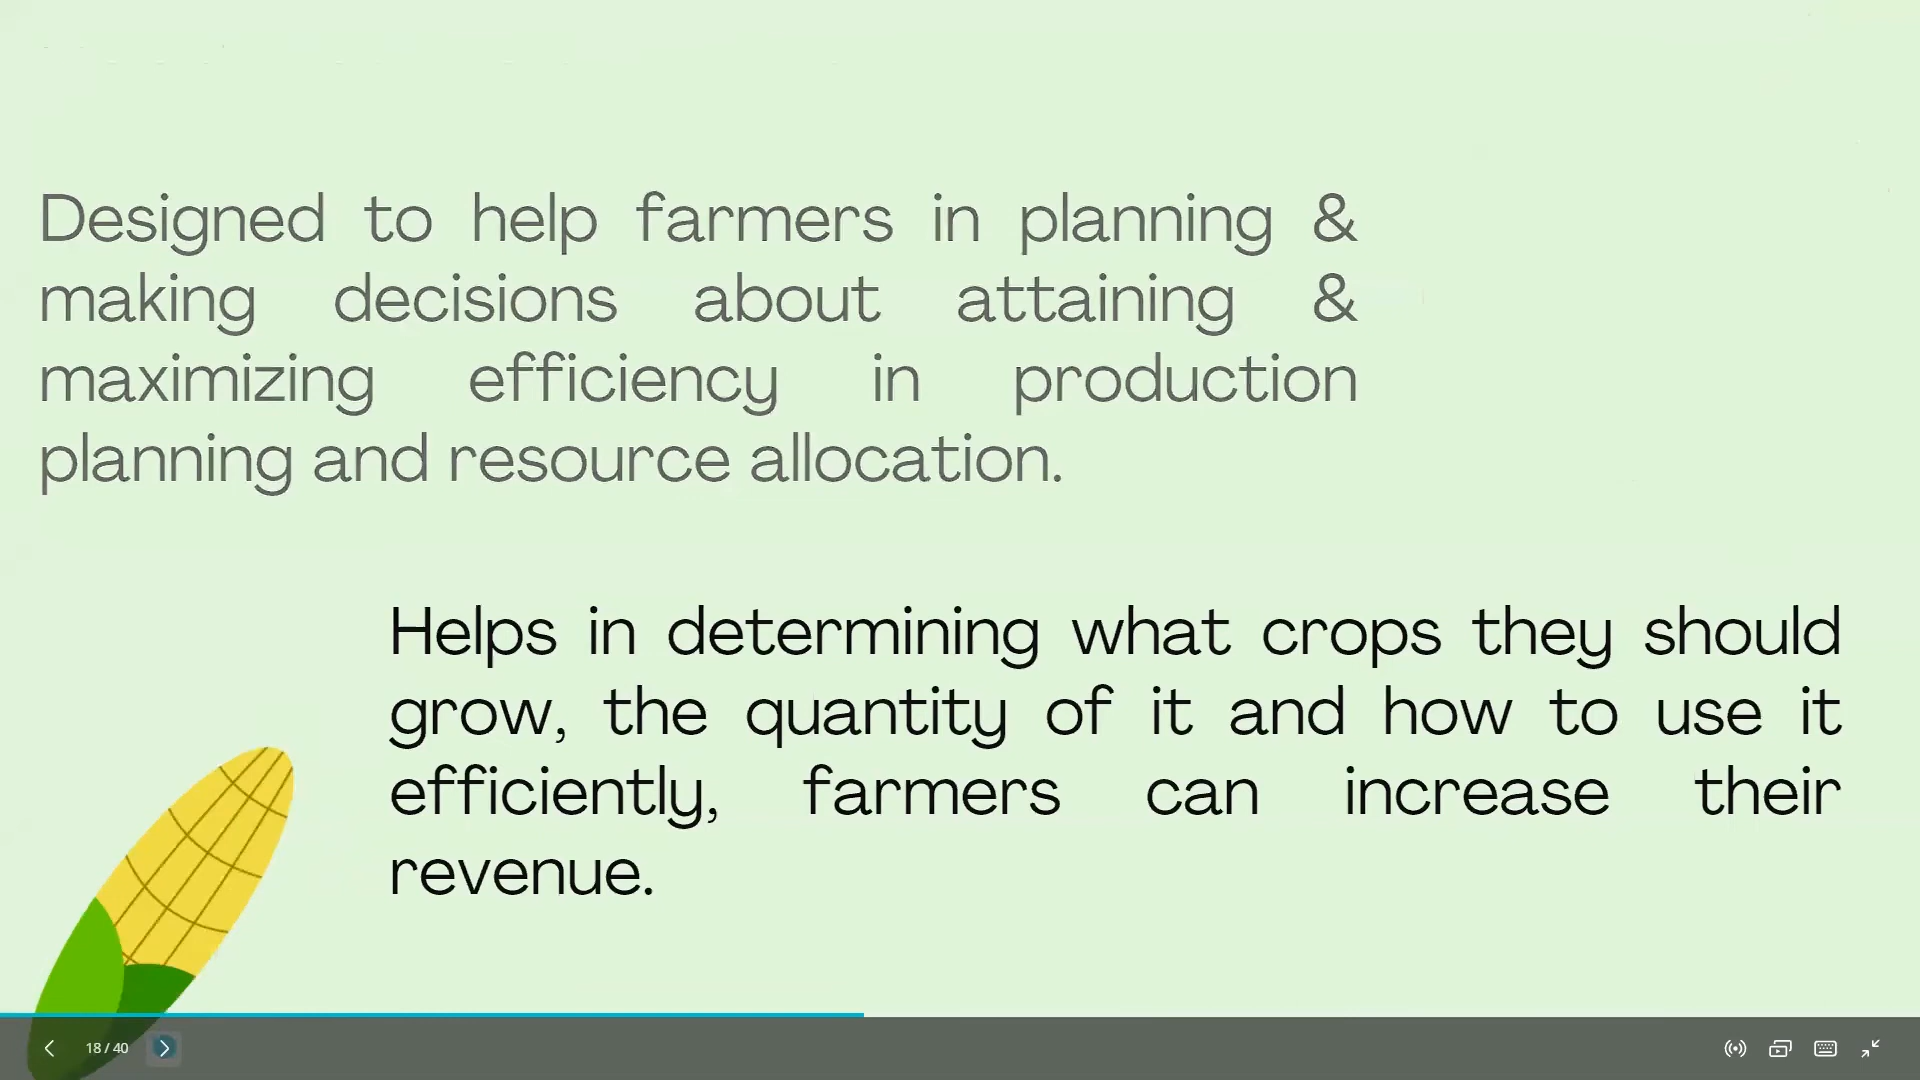 Designed to help farmers in planning &
making decisions about attaining &
maximizing efficiency in production
planning and resource allocation.
Helps in determining what crops they should
grow, the quantity of it and how to use it
efficiently, farmers can increase their
revenue.
18 / 40